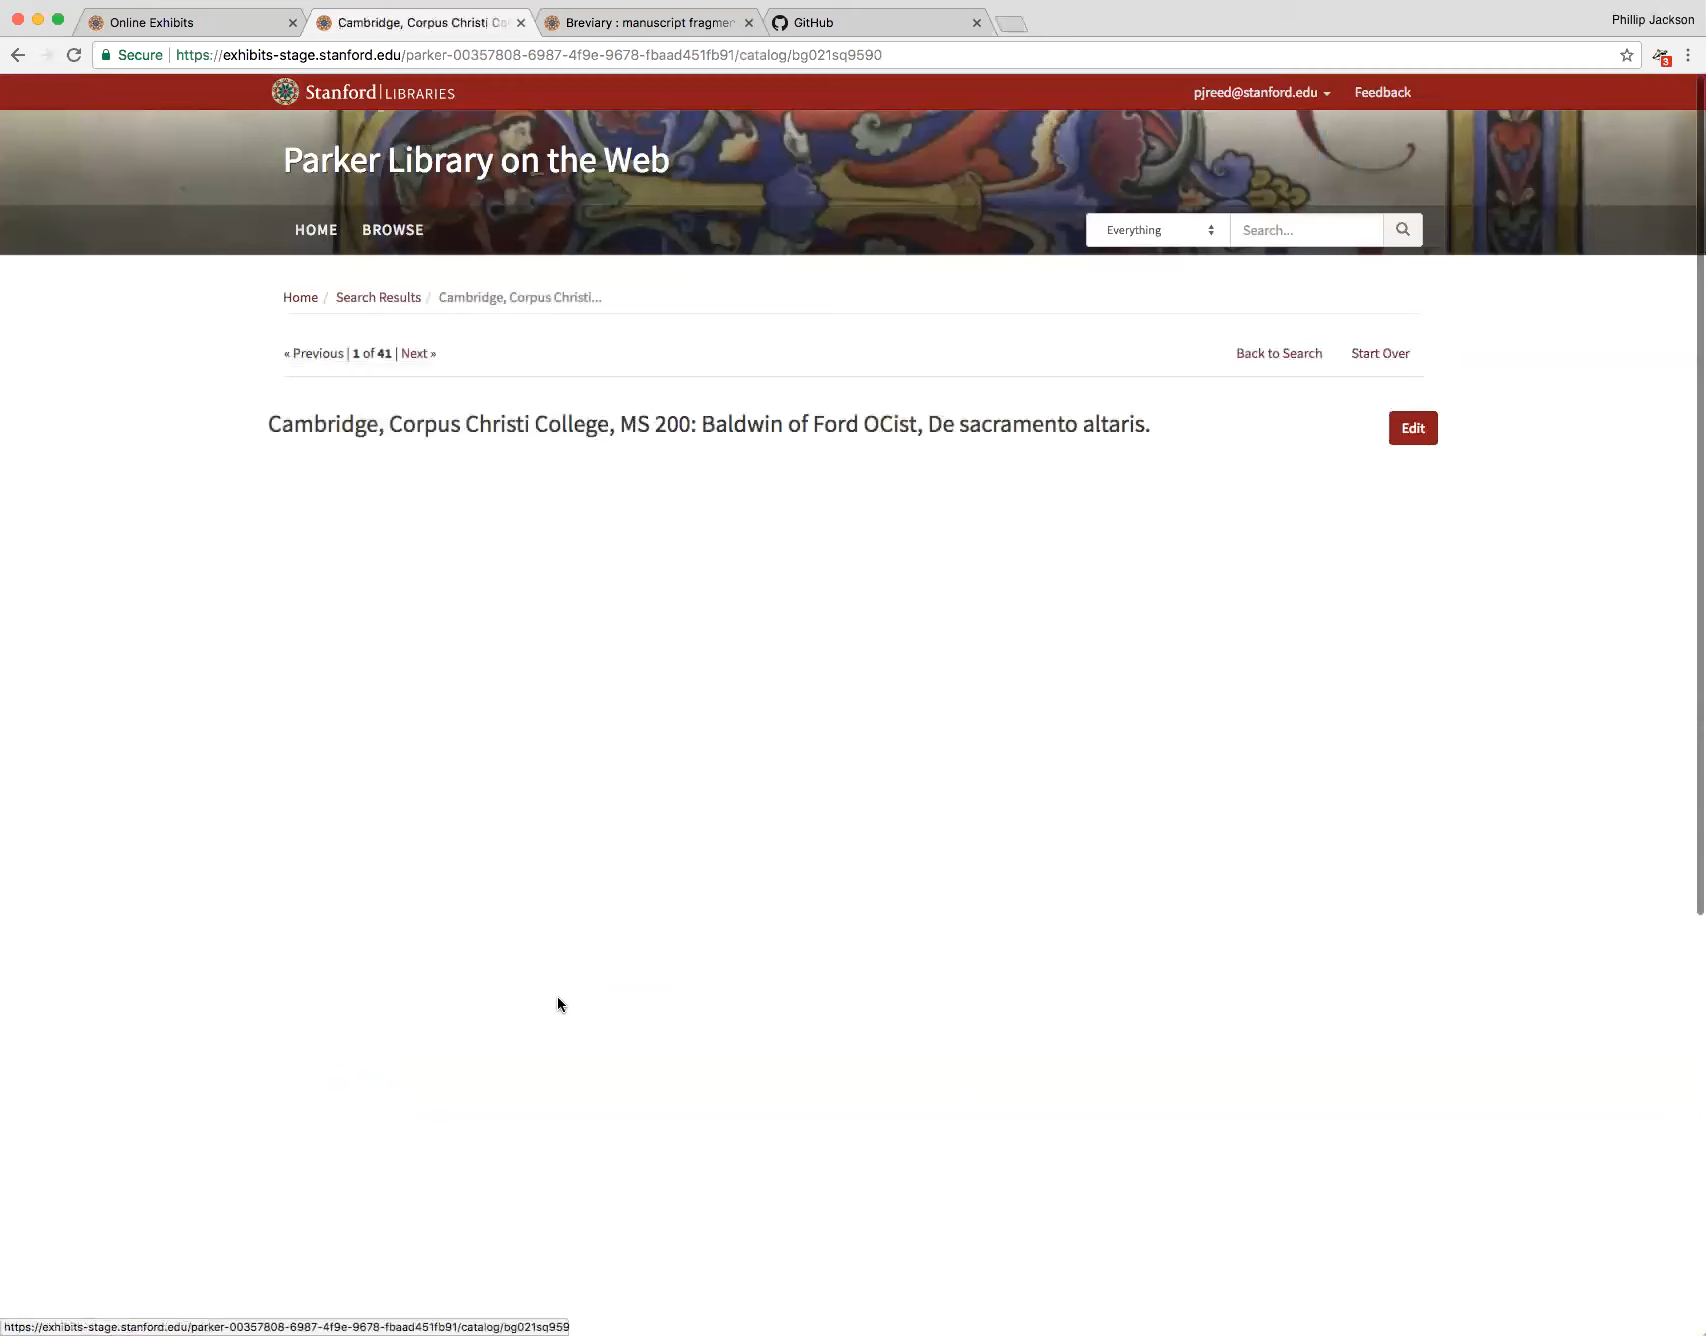 Online Exhibits
Cambridge, Corpus Christi Co
Breviary : manuscript fragmen
GitHub
Phillip Jackson
Secure
https://exhibits-stage.stanford.edu/parker-00357808-6987-4f9e-9678-fbaad451fb91/catalog/bg021sq9590
3
Stanford LIBRARIES
pjreed@stanford.edu
Feedback
Parker Library on the Web
HOME
BROWSE
Everything
Search...
Home / Search Results / Cambridge, Corpus Christi...
« Previous | 1 of 41 | Next »
Back to Search
Start Over
Cambridge, Corpus Christi College, MS 200: Baldwin of Ford OCist, De sacramento altaris.
Edit
https://exhibits-stage.stanford.edu/parker-00357808-6987-4f9e-9678-fbaad451fb91/catalog/bg021sq959